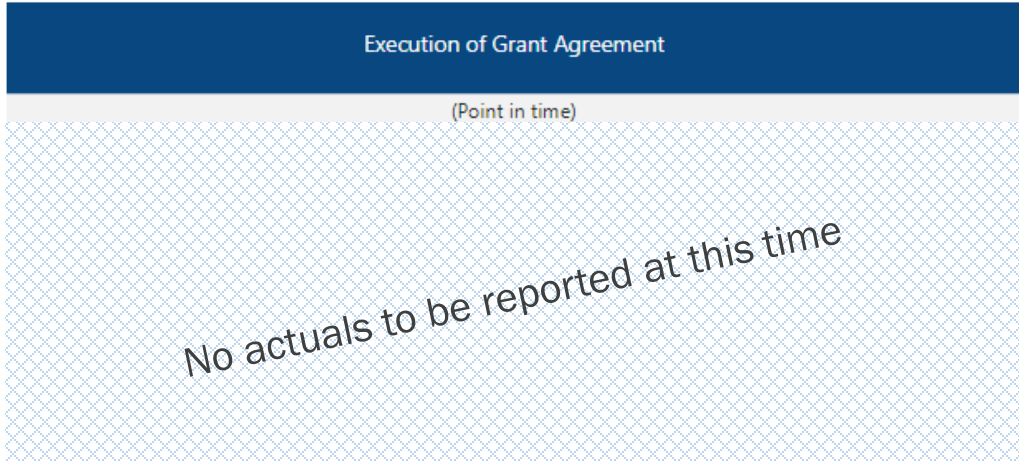 Execution of Grant Agreement
(Point in time)
No actuals to be reported at this time